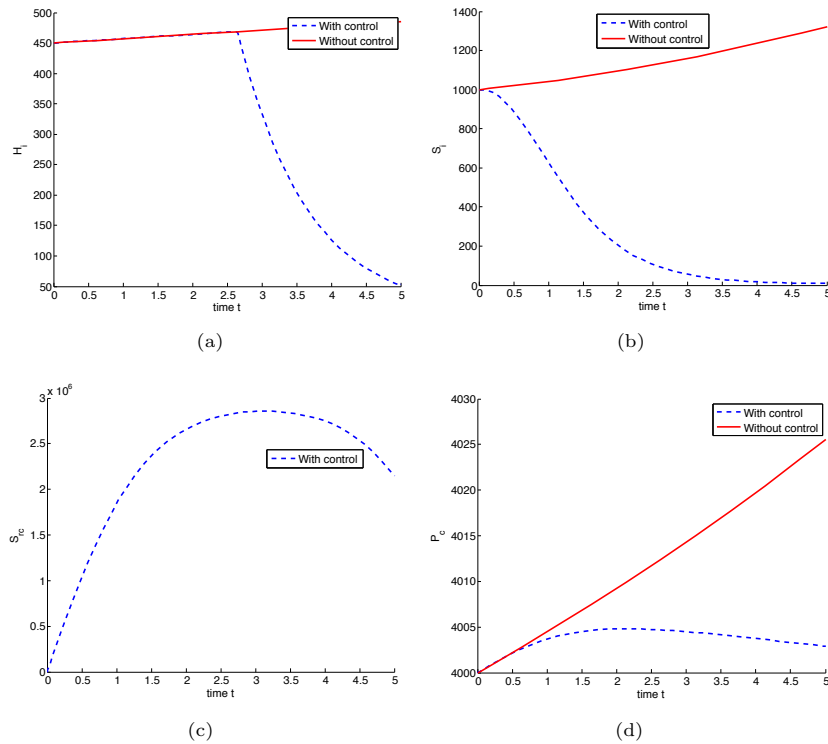 500
450
400
350
300
250
200
150
100
50
H_i
0 0.5 1 1.5 2 2.5 3 3.5 4 4.5 5
time t
With control
Without control
(a)
1400
1200
1000
800
600
400
200
0
S_i
0 0.5 1 1.5 2 2.5 3 3.5 4 4.5 5
time t
With control
Without control
(b)
3 x 10^6
2.5
2
1.5
1
0.5
0
S_rc
0 0.5 1 1.5 2 2.5 3 3.5 4 4.5 5
time t
With control
(c)
4030
4025
4020
4015
4010
4005
4000
P_c
0 0.5 1 1.5 2 2.5 3 3.5 4 4.5 5
time t
With control
Without control
(d)